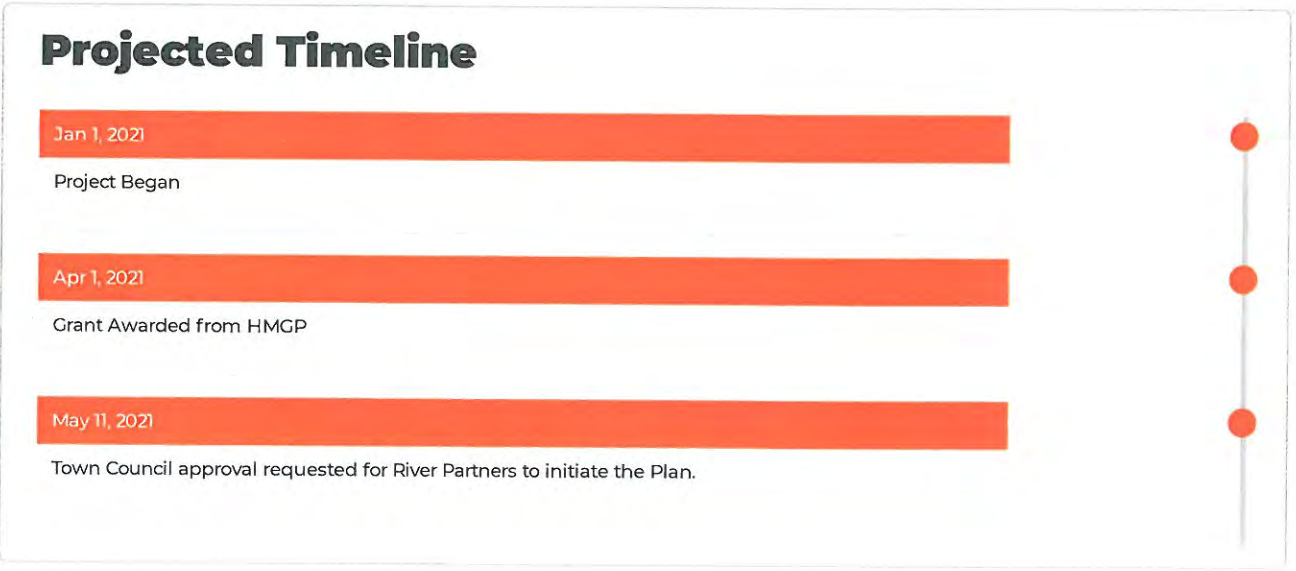 Projected Timeline
Jan 1, 2021
Project Began
Apr 1, 2021
Grant Awarded from HMGP
May 11, 2021
Town Council approval requested for River Partners to initiate the Plan.